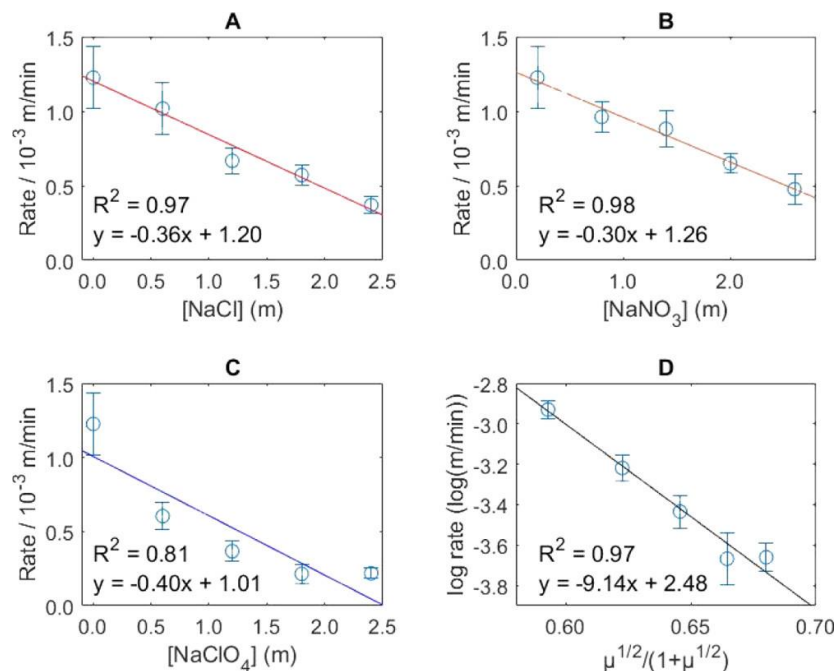 A
Rate / 10⁻³ m/min
1.5
1.0
0.5
0.0
R² = 0.97
y = -0.36x + 1.20
0.0 0.6 1.0 1.5 2.0 2.5
[NaCl] (m)
B
Rate / 10⁻³ m/min
1.5
1.0
0.5
0.0
R² = 0.98
y = -0.30x + 1.26
0.0 1.0 2.0
[NaNO₃] (m)
C
Rate / 10⁻³ m/min
1.5
1.0
0.5
0.0
R² = 0.81
y = -0.40x + 1.01
0.0 0.6 1.0 1.5 2.0 2.5
[NaClO₄] (m)
D
log rate (log(m/min))
-2.8
-3.0
-3.2
-3.4
-3.6
-3.8
R² = 0.97
y = -9.14x + 2.48
0.60 0.65 0.70
µ¹ᐟ²/(1+µ¹ᐟ²)